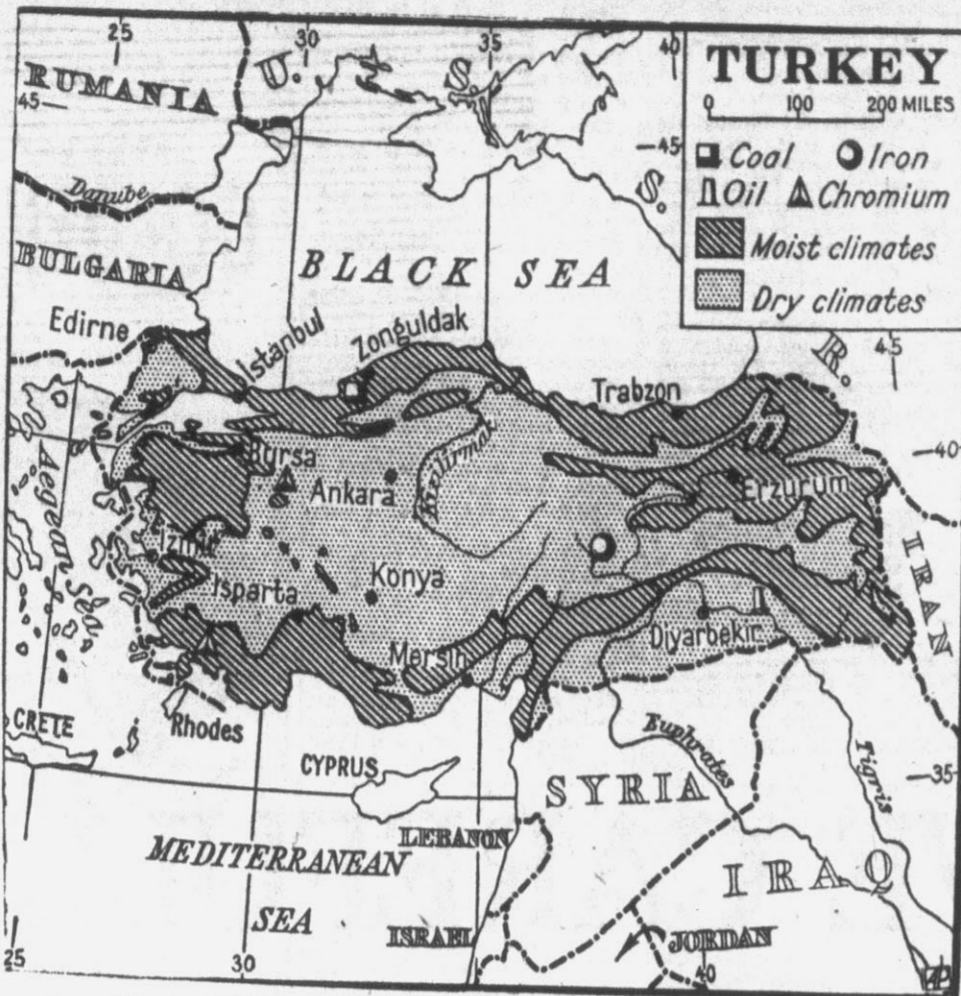 25
30
35
40
TURKEY
0 100 200 MILES
Coal Iron
Oil Chromium
Moist climates
Dry climates
RUMANIA
U. S. S. R.
45
45
45
Danube
BULGARIA
BLACK SEA
Edirne
Istanbul
Zonguldak
Trabzon
40
Bursa
Ankara
Kizilirmak
Erzurum
Aegean Sea
Izmir
Isparta
Konya
IRAN
Mersin
Diyarbekir
Rhodes
CRETE
CYPRUS
Euphrates
Tigris
35
SYRIA
LEBANON
MEDITERRANEAN
SEA
IRAQ
ISRAEL
JORDAN
25
30
40